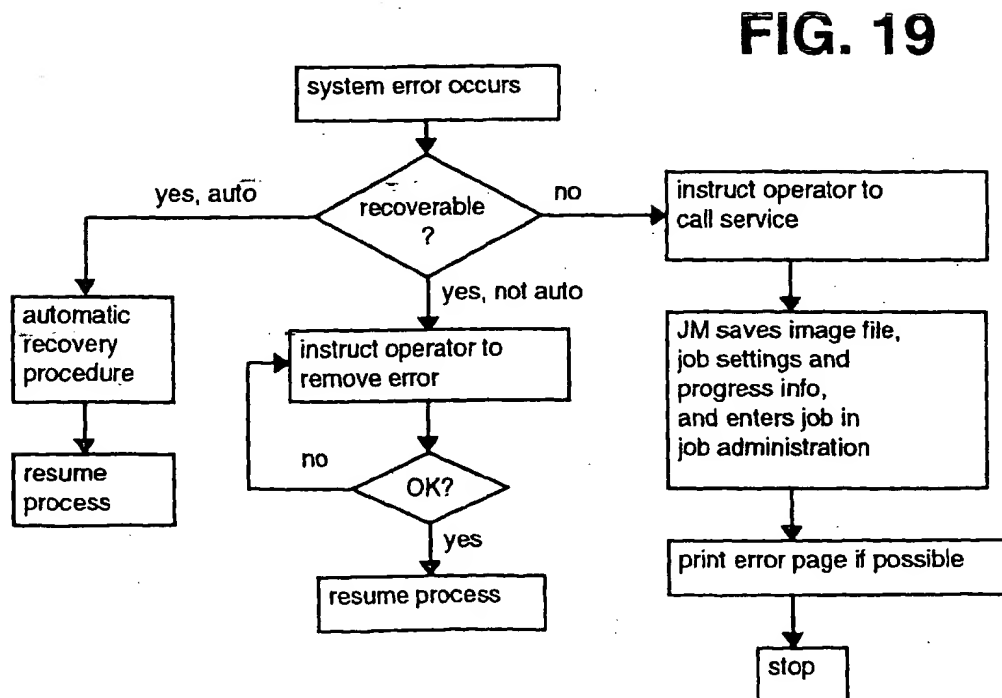 FIG. 19
system error occurs
yes, auto
recoverable
?
no
instruct operator to
call service
yes, not auto
automatic
recovery
procedure
instruct operator to
remove error
JM saves image file,
job settings and
progress info,
and enters job in
job administration
no
OK?
resume
process
yes
print error page if possible
resume process
stop